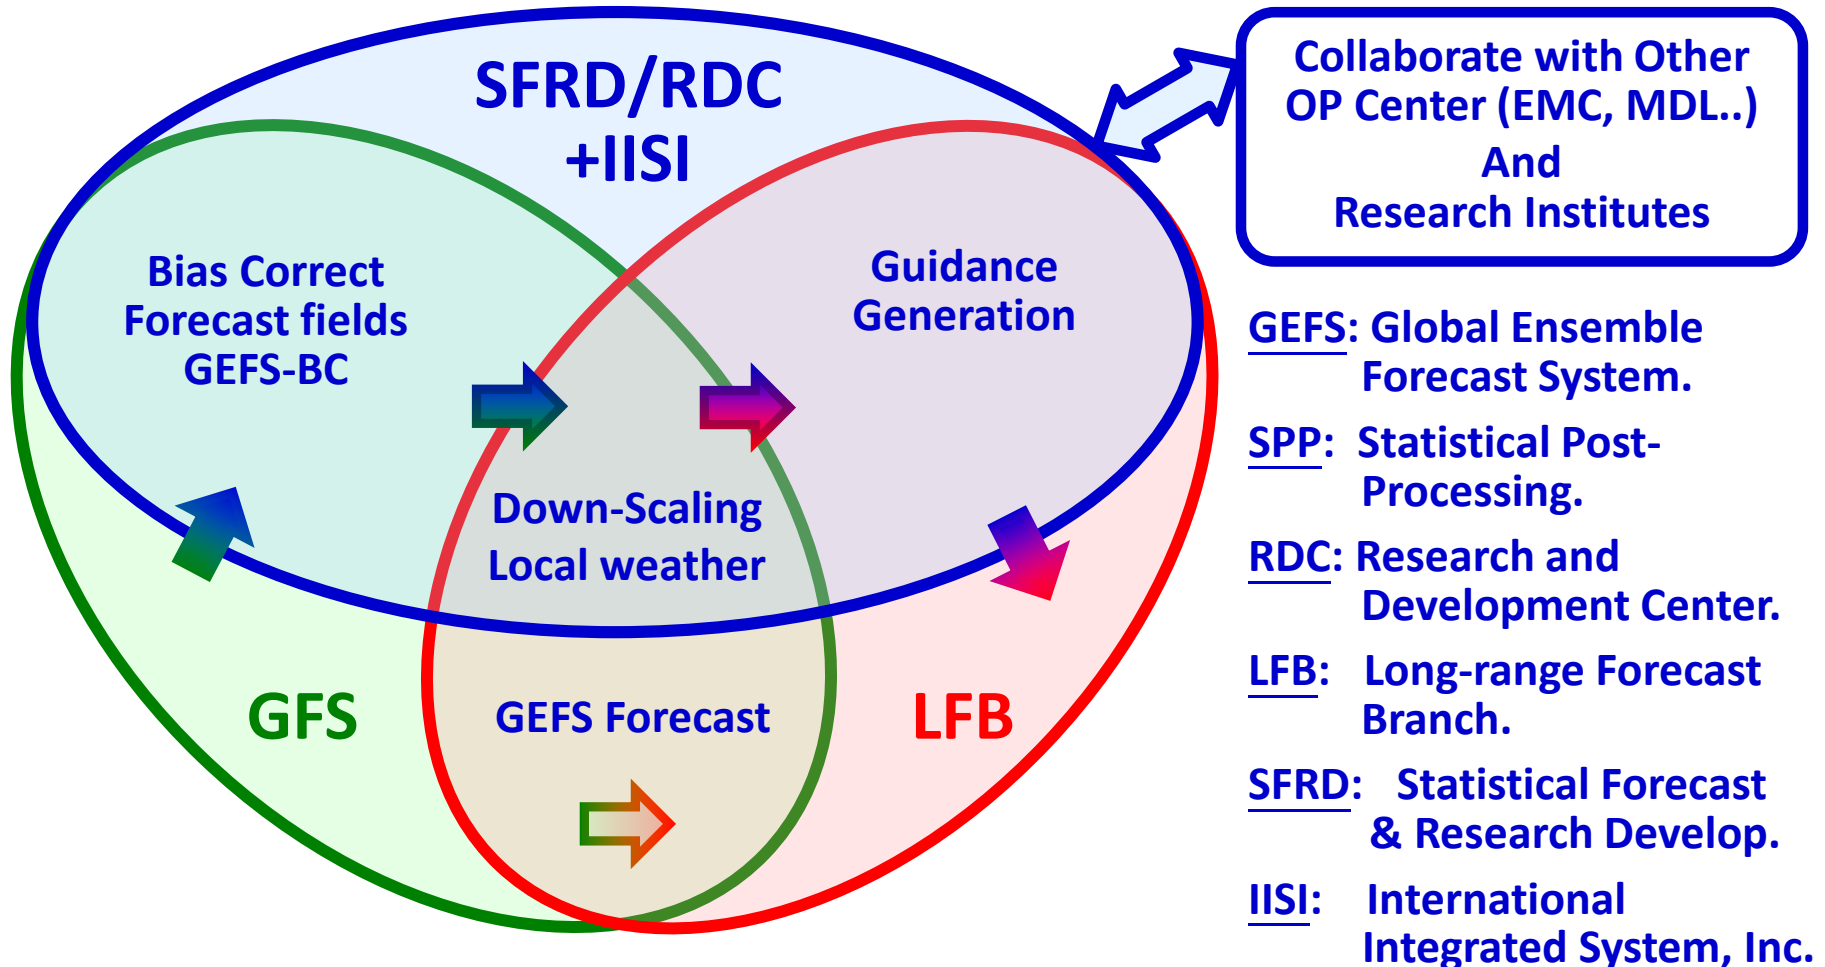 SFRD/RDC
+IISI
Bias Correct
Forecast fields
GEFS-BC
Guidance
Generation
Down-Scaling
Local weather
GFS
GEFS Forecast
LFB
Collaborate with Other
OP Center (EMC, MDL..)
And
Research Institutes
GEFS: Global Ensemble
Forecast System.
SPP: Statistical Post-
Processing.
RDC: Research and
Development Center.
LFB: Long-range Forecast
Branch.
SFRD: Statistical Forecast
& Research Develop.
IISI: International
Integrated System, Inc.